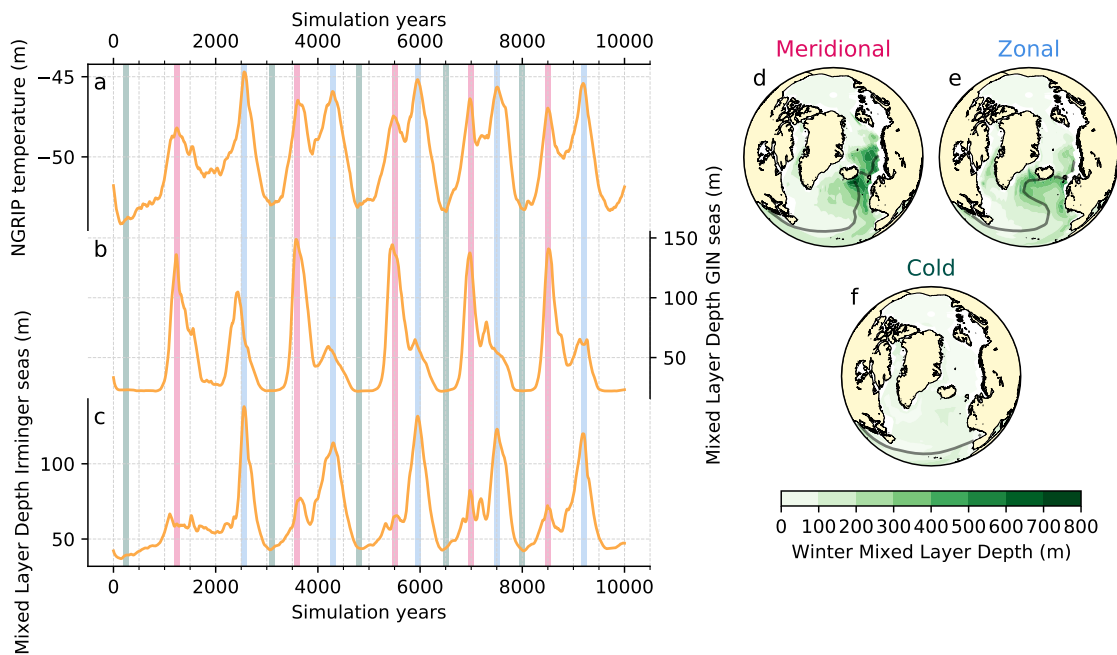 Simulation years
0 2000 4000 6000 8000 10000
NGRIP temperature (m)
−45
−50
a
b
Mixed Layer Depth GIN seas (m)
150
100
50
Mixed Layer Depth Irminger seas (m)
c
100
50
0 2000 4000 6000 8000 10000
Simulation years
Meridional Zonal
d e
Cold
f
0 100 200 300 400 500 600 700 800
Winter Mixed Layer Depth (m)